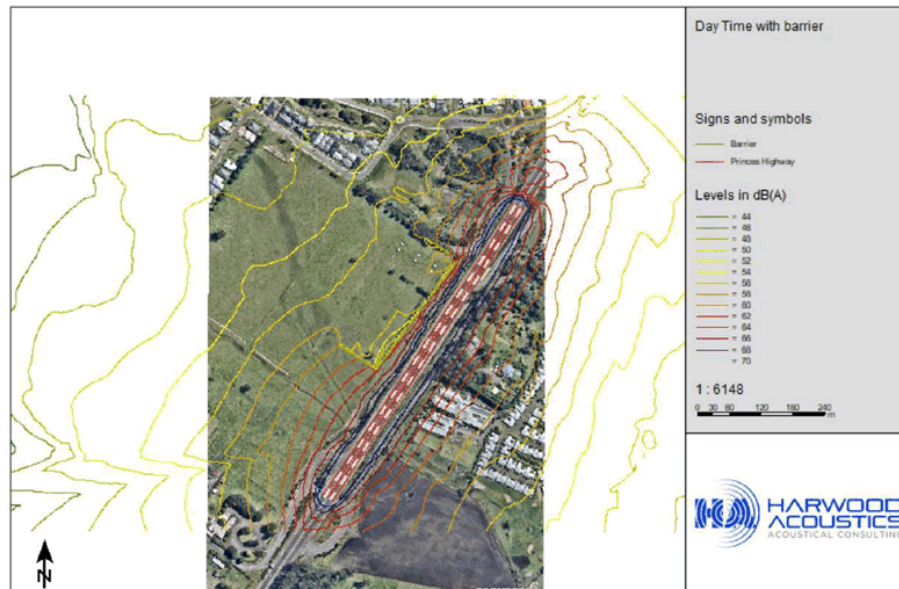 Day Time with barrier
Signs and symbols
Barrier
Princes Highway
Levels in dB(A)
= 44
= 46
= 48
= 50
= 52
= 54
= 56
= 58
= 60
= 62
= 64
= 66
= 68
= 70
1 : 6148
0 30 60 120 180 240
m
HARWOOD
ACOUSTICS
ACOUSTICAL CONSULTING
N